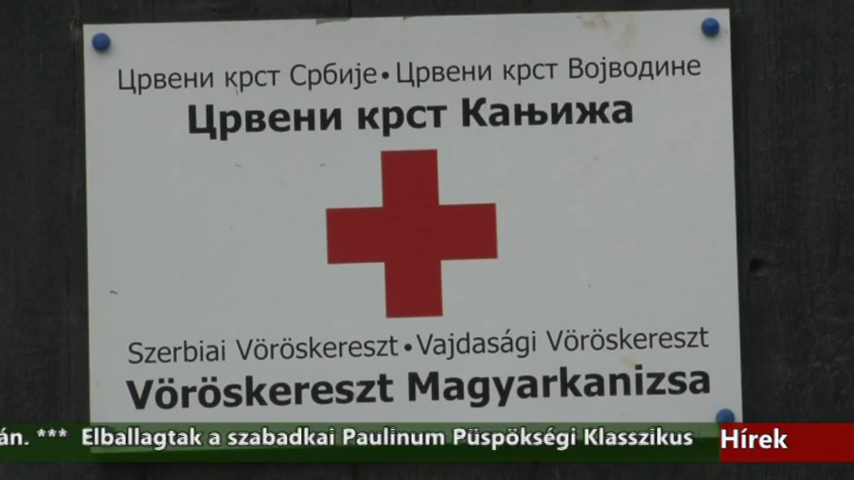 Црвени крст Србије • Црвени крст Војводине
Црвени крст Кањижа
Szerbiai Vöröskereszt • Vajdasági Vöröskereszt
Vöröskereszt Magyarkanizsa
án. *** Elballagtak a szabadkai Paulinum Püspökségi Klasszikus
Hírek